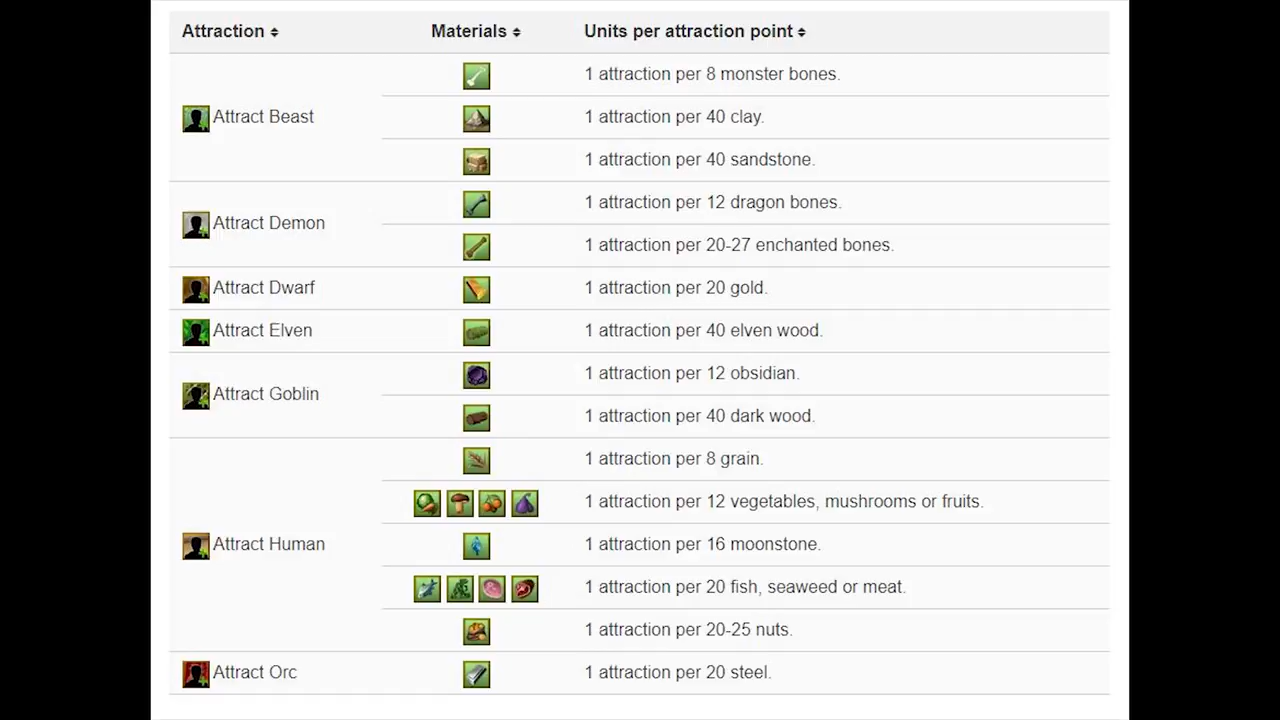 Attraction Materials Units per attraction point
1 attraction per 8 monster bones.
Attract Beast 1 attraction per 40 clay.
1 attraction per 40 sandstone.
1 attraction per 12 dragon bones.
Attract Demon
1 attraction per 20-27 enchanted bones.
Attract Dwarf 1 attraction per 20 gold.
Attract Elven 1 attraction per 40 elven wood.
1 attraction per 12 obsidian.
Attract Goblin
1 attraction per 40 dark wood.
1 attraction per 8 grain.
1 attraction per 12 vegetables, mushrooms or fruits.
Attract Human 1 attraction per 16 moonstone.
1 attraction per 20 fish, seaweed or meat.
1 attraction per 20-25 nuts.
Attract Orc 1 attraction per 20 steel.